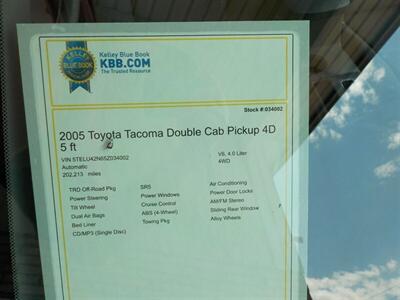 Kelley Blue Book
KBB.COM
The Trusted Resource
KELLEY
BLUE BOOK
Stock #:034002
2005 Toyota Tacoma Double Cab Pickup 4D
5 ft
VIN 5TELU42N65Z034002
V6, 4.0 Liter
Automatic
4WD
202,213 miles
TRD Off-Road Pkg SR5 Air Conditioning
Power Steering Power Windows Power Door Locks
Tilt Wheel Cruise Control AM/FM Stereo
Dual Air Bags ABS (4-Wheel) Sliding Rear Window
Bed Liner Towing Pkg Alloy Wheels
CD/MP3 (Single Disc)